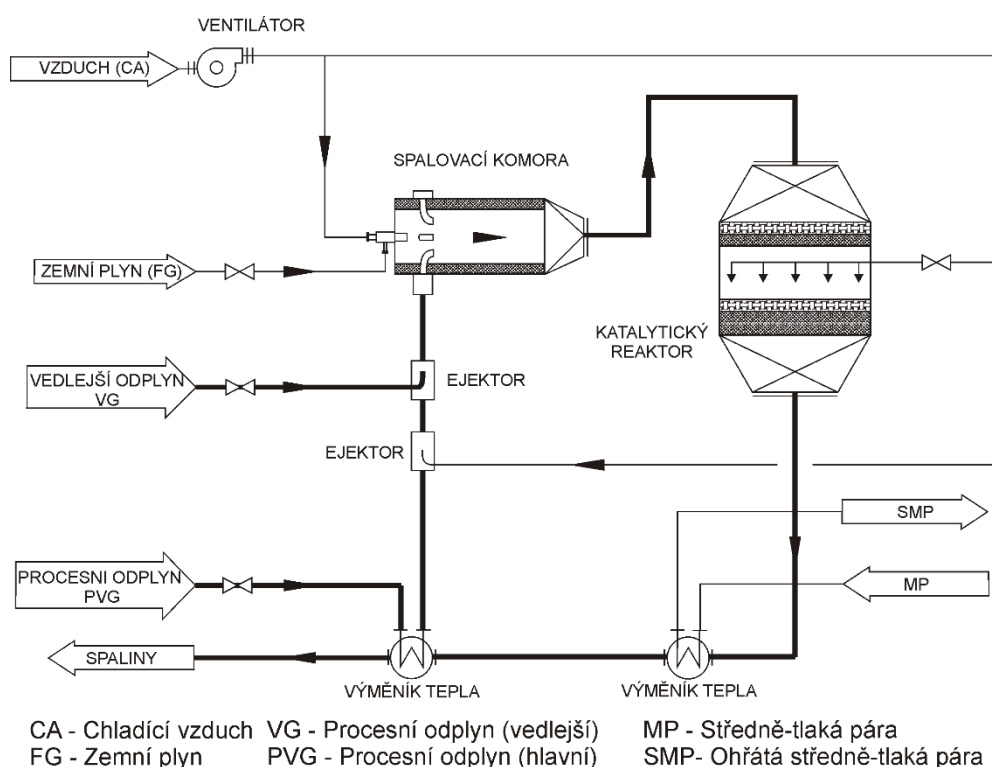 VENTILÁTOR
VZDUCH (CA)
SPALOVACÍ KOMORA
ZEMNÍ PLYN (FG)
KATALYTICKÝ
REAKTOR
VEDLEJŠÍ ODPLYN
VG
EJEKTOR
EJEKTOR
SMP
PROCESNI ODPLYN
PVG
MP
SPALINY
VÝMĚNÍK TEPLA
VÝMĚNÍK TEPLA
CA - Chladící vzduch VG - Procesní odplyn (vedlejší) MP - Středně-tlaká pára
FG - Zemní plyn PVG - Procesní odplyn (hlavní) SMP- Ohřátá středně-tlaká pára